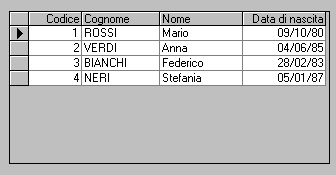 Codice Cognome Nome Data di nascita
1 ROSSI Mario 09/10/80
2 VERDI Anna 04/06/85
3 BIANCHI Federico 28/02/83
4 NERI Stefania 05/01/87